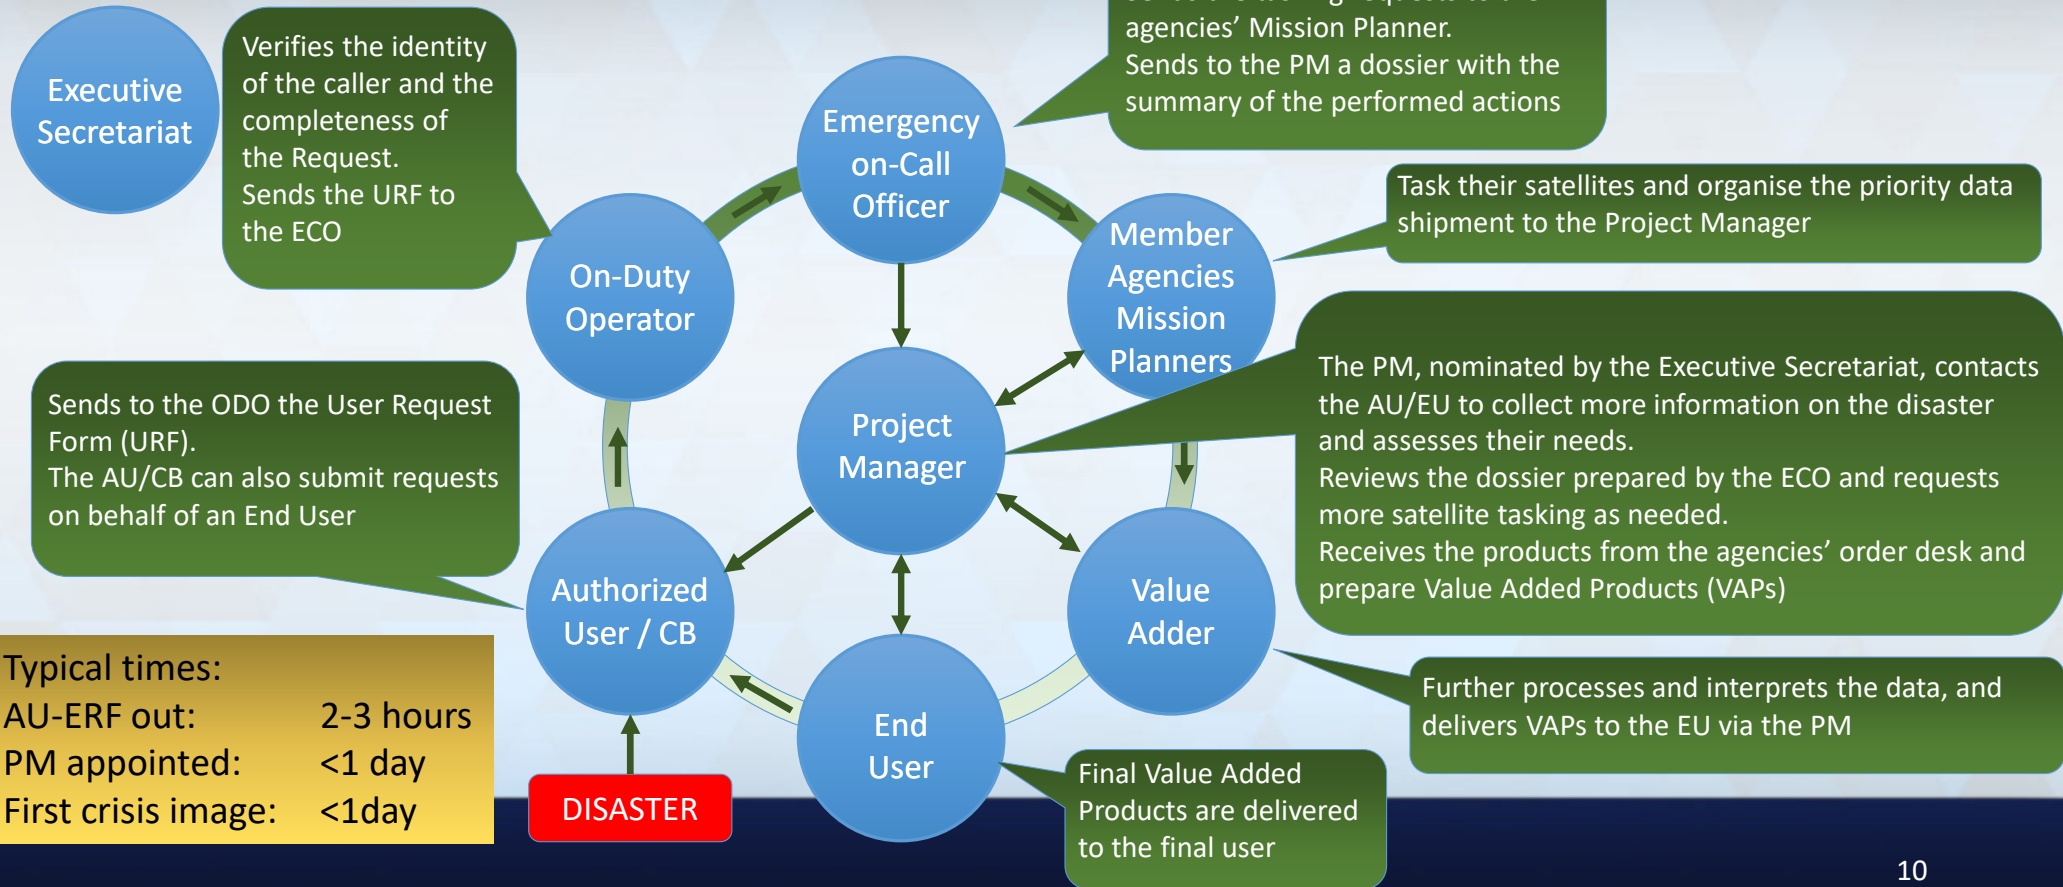 Executive
Secretariat
Verifies the identity
of the caller and the
completeness of
the Request.
Sends the URF to
the ECO
Emergency
on-Call
Officer
agencies’ Mission Planner.
Sends to the PM a dossier with the
summary of the performed actions
Task their satellites and organise the priority data
shipment to the Project Manager
On-Duty
Operator
Member
Agencies
Mission
Planners
Sends to the ODO the User Request
Form (URF).
The AU/CB can also submit requests
on behalf of an End User
Project
Manager
The PM, nominated by the Executive Secretariat, contacts
the AU/EU to collect more information on the disaster
and assesses their needs.
Reviews the dossier prepared by the ECO and requests
more satellite tasking as needed.
Receives the products from the agencies’ order desk and
prepare Value Added Products (VAPs)
Authorized
User / CB
Value
Adder
Further processes and interprets the data, and
delivers VAPs to the EU via the PM
End
User
Final Value Added
Products are delivered
to the final user
DISASTER
Typical times:
AU-ERF out: 2-3 hours
PM appointed: <1 day
First crisis image: <1day
10